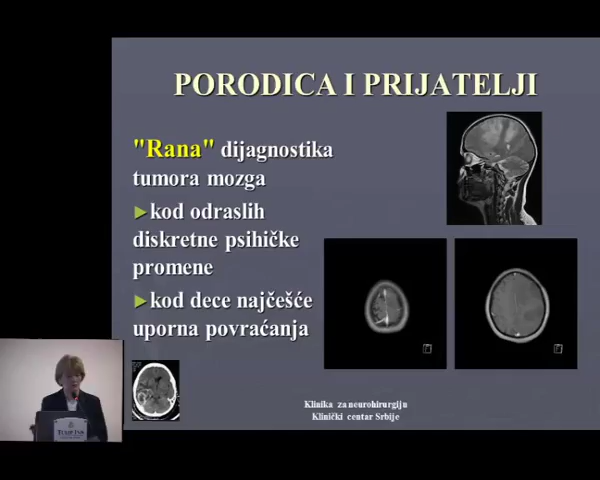 PORODICA I PRIJATELJI
"Rana" dijagnostika
tumora mozga
►kod odraslih
diskretne psihičke
promene
►kod dece najčešće
uporna povraćanja
Klinika za neurohirurgiju
Klinički centar Srbije